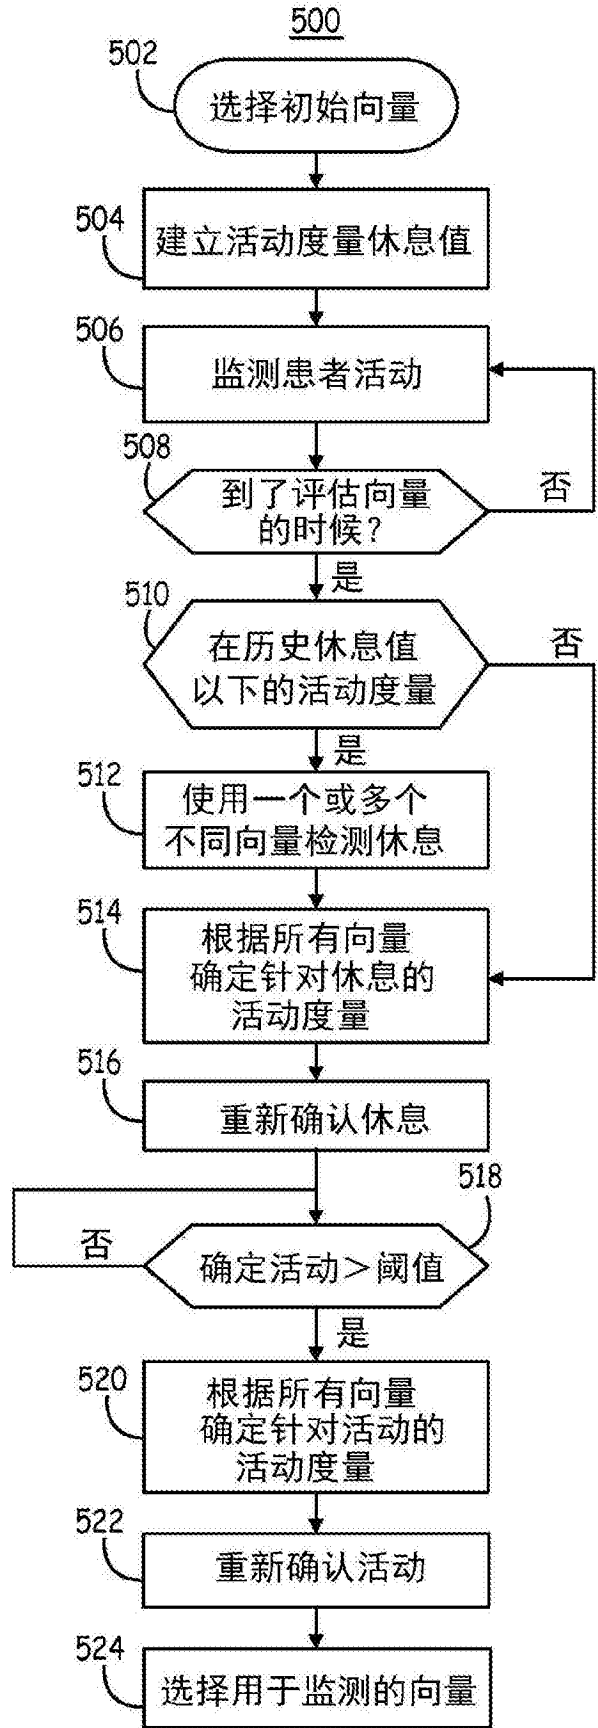 500
502
选择初始向量
504
建立活动度量休息值
506
监测患者活动
508
到了评估向量
的时候?
否
是
510
在历史休息值
以下的活动度量
否
是
512
使用一个或多个
不同向量检测休息
514
根据所有向量
确定针对休息的
活动度量
516
重新确认休息
518
确定活动>阈值
否
是
520
根据所有向量
确定针对活动的
活动度量
522
重新确认活动
524
选择用于监测的向量